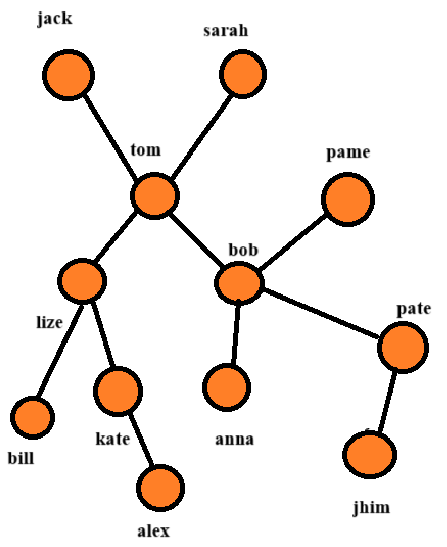 jack
sarah
tom
pame
bob
lize
pate
kate
anna
bill
jhim
alex